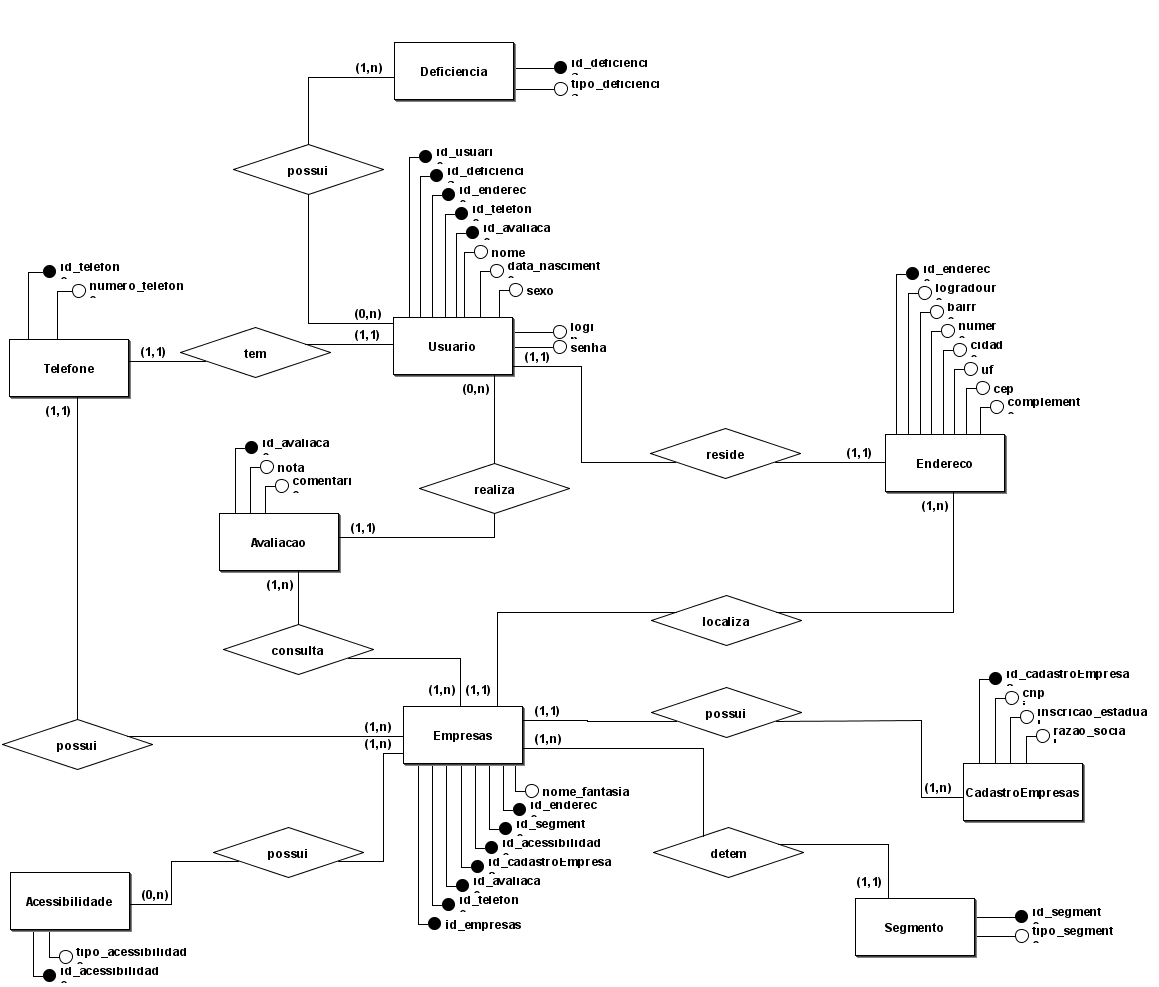 (1,n)
Deficiencia
id_deficienci
tipo_deficienci
possui
id_usuari
id_deficienci
id_enderec
id_telefon
id_avaliaca
nome
data_nasciment
sexo
logi
senha
(0,n)
(1,1)
Usuario
(1,1)
(0,n)
id_telefon
numero_telefon
Telefone
(1,1)
(1,1)
tem
id_enderec
logradour
bairr
numer
cidad
uf
cep
complement
Endereco
(1,1)
(1,n)
reside
id_avaliaca
nota
comentari
Avaliacao
(1,1)
(1,n)
realiza
consulta
localiza
(1,n)
(1,1)
Empresas
(1,1)
(1,n)
(1,n)
(1,n)
possui
possui
id_cadastroEmpresa
cnp
inscricao_estadua
razao_socia
CadastroEmpresas
(1,n)
nome_fantasia
id_enderec
id_segment
id_acessibilidad
id_cadastroEmpresa
id_avaliaca
id_telefon
id_empresas
possui
Acessibilidade
(0,n)
tipo_acessibilidad
id_acessibilidad
detem
(1,1)
Segmento
id_segment
tipo_segment